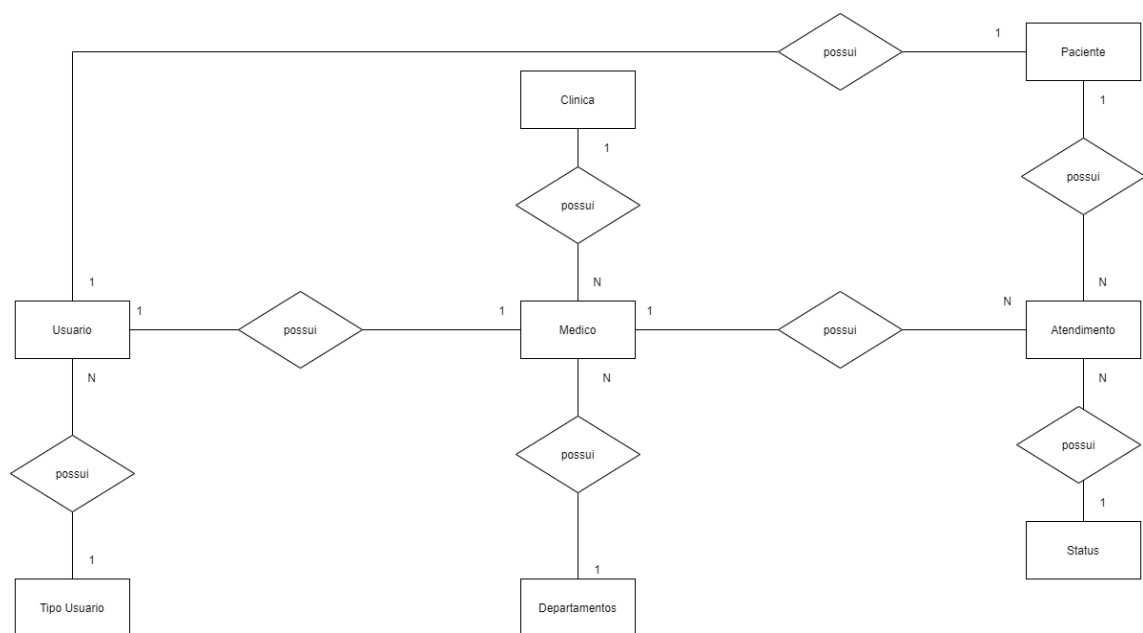 1
possui
Paciente
Clinica
1
1
possui
possui
1
N
N
1
Usuario
1
possui
1
Medico
1
possui
N
Atendimento
N
N
N
possui
possui
possui
1
1
1
Status
Tipo Usuario
Departamentos